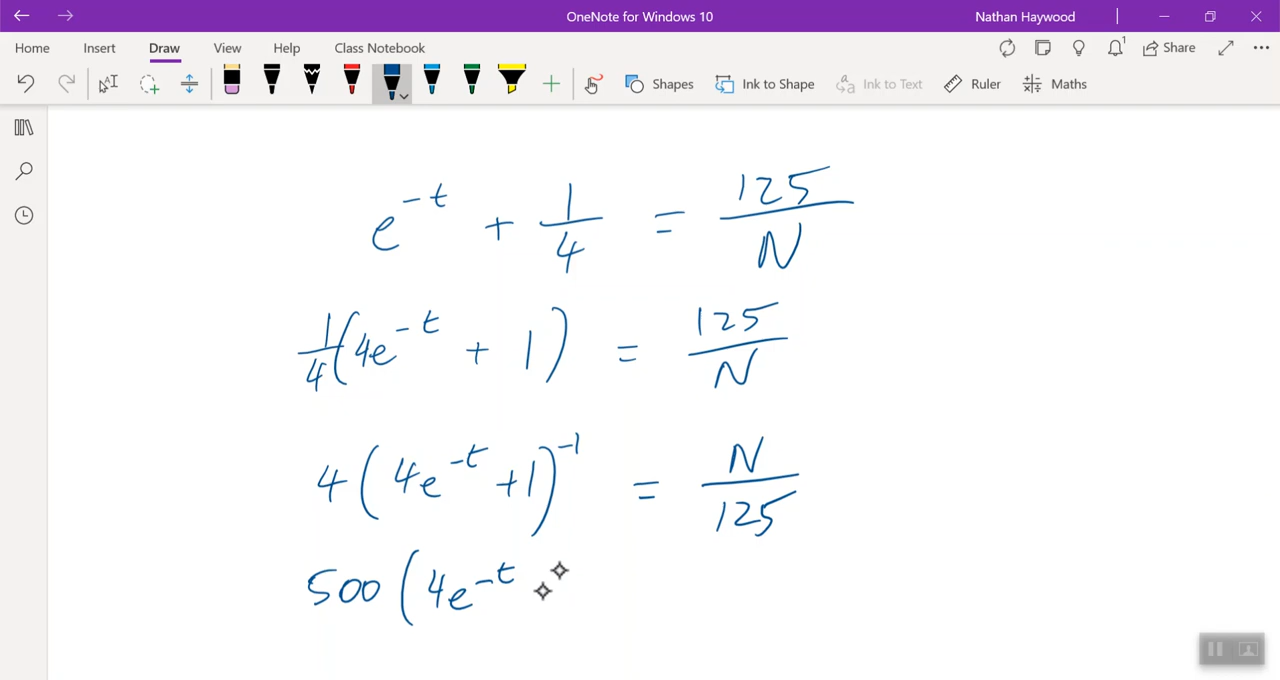 OneNote for Windows 10
Nathan Haywood
Home Insert Draw View Help Class Notebook
1 Share
Shapes Ink to Shape Ink to Text Ruler Maths
e^{-t} + 1/4 = 125/N
1/4(4e^{-t} + 1) = 125/N
4(4e^{-t} + 1)^{-1} = N/125
500(4e^{-t}